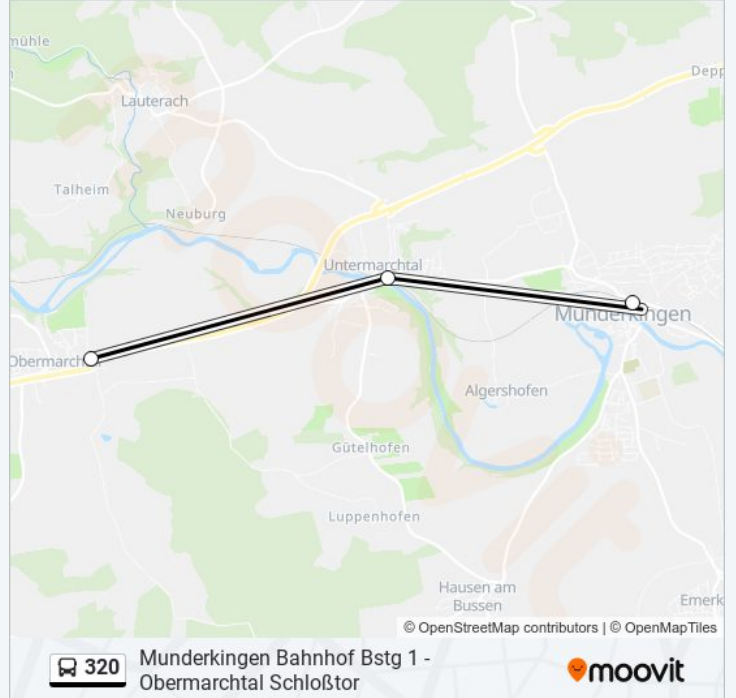 mühle
Depp
Lauterach
Talheim
Neuburg
Untermarchtal
Munderkingen
Obermarchtal
Algershofen
Gütelhofen
Luppenhofen
Hausen am
Bussen
Emerk
© OpenStreetMap contributors | © OpenMapTiles
320
Munderkingen Bahnhof Bstg 1 -
Obermarchtal Schloßtor
moovit